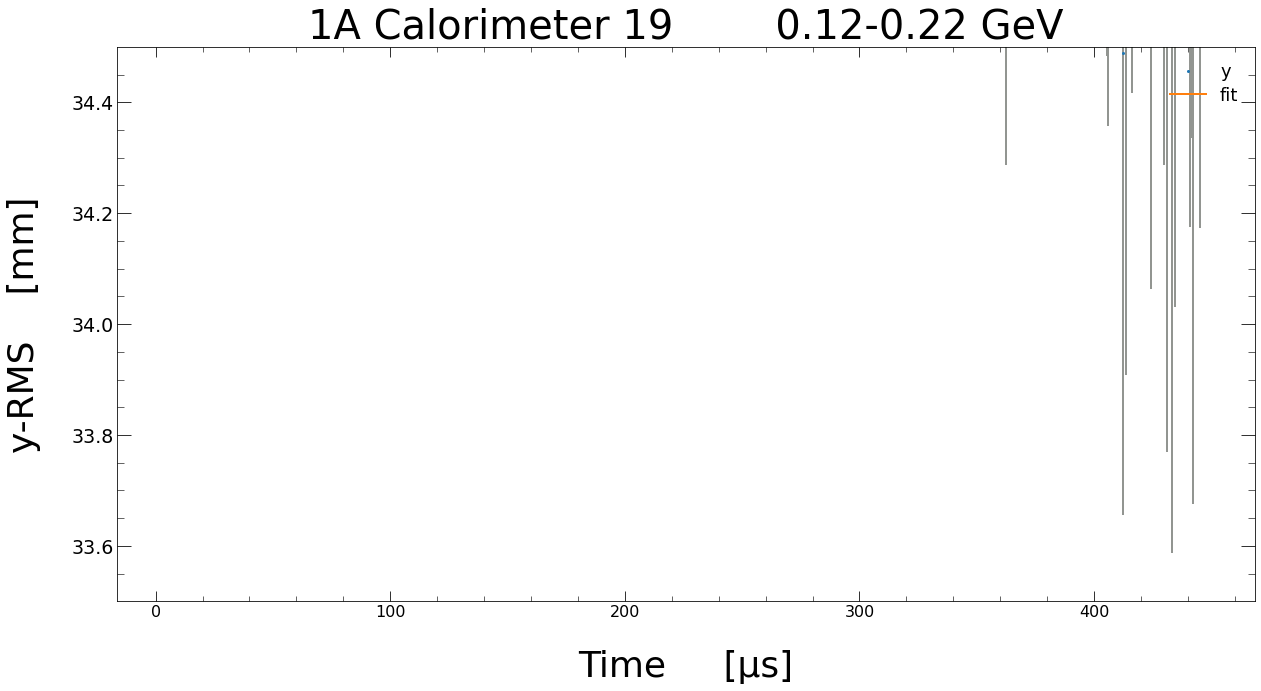 1A Calorimeter 19 0.12-0.22 GeV
y
fit
34.4
34.2
34.0
33.8
33.6
y-RMS [mm]
0 100 200 300 400
Time [µs]